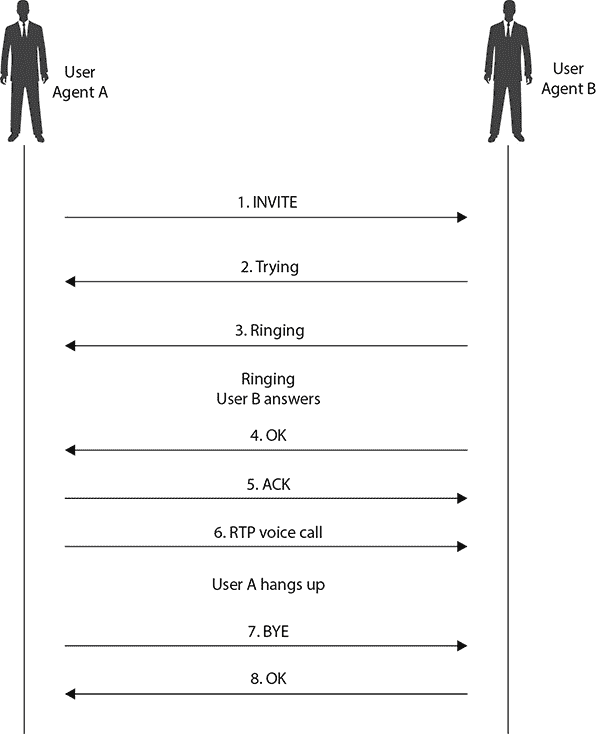 User
Agent A
User
Agent B
1. INVITE
2. Trying
3. Ringing
Ringing
User B answers
4. OK
5. ACK
6. RTP voice call
User A hangs up
7. BYE
8. OK